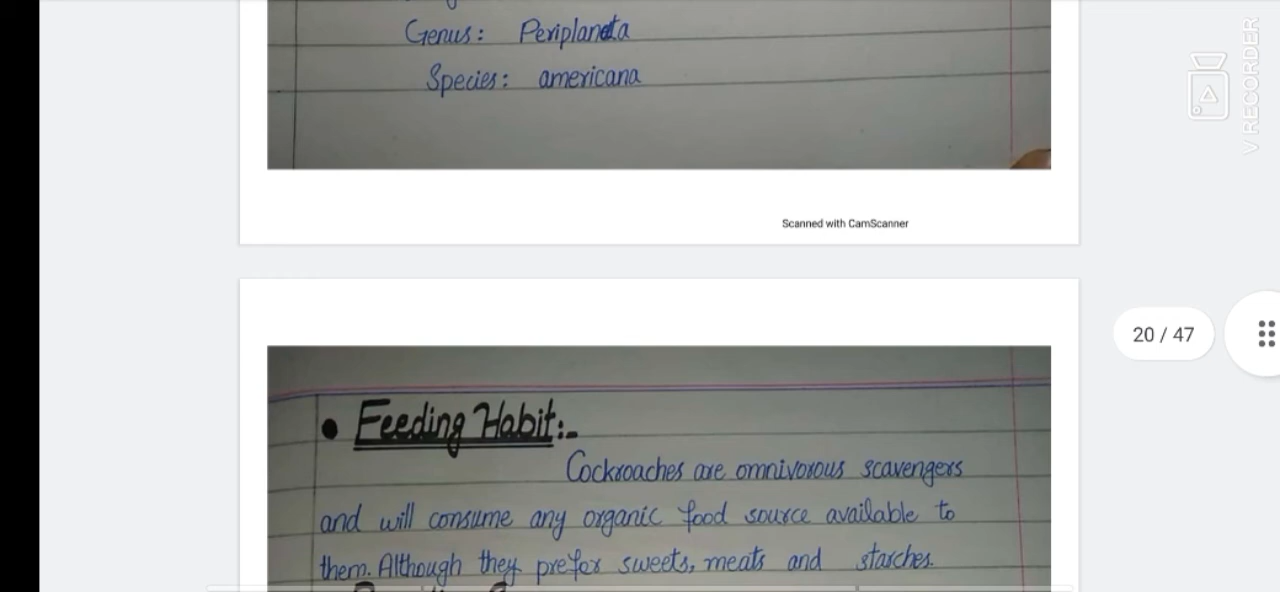 Genus: Periplaneta
Species: americana
Scanned with CamScanner
V RECORDER
20 / 47
• Feeding Habit:-
Cockroaches are omnivorous scavengers
and will consume any organic food source available to
them. Although they prefer sweets, meats and starches.